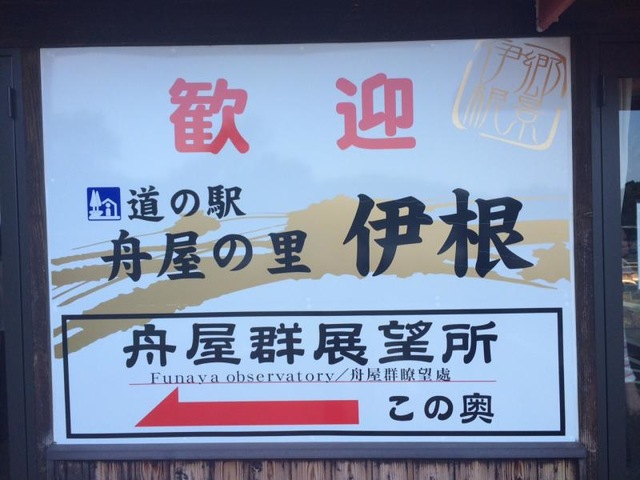 郷景
伊根
歓迎
道の駅
舟屋の里 伊根
舟屋群展望所
Funaya observatory／舟屋群瞭望處
この奥